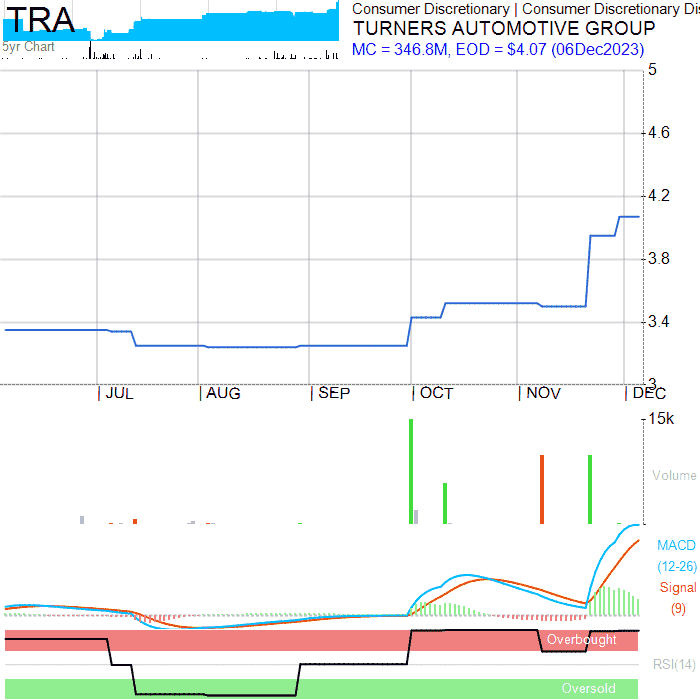 TRA
5yr Chart
Consumer Discretionary | Consumer Discretionary Dis
TURNERS AUTOMOTIVE GROUP
MC = 346.8M, EOD = $4.07 (06Dec2023)
5
4.6
4.2
3.8
3.4
3
JUL
AUG
SEP
OCT
NOV
DEC
15k
Volume
MACD
(12-26)
Signal
(9)
Overbought
RSI(14)
Oversold